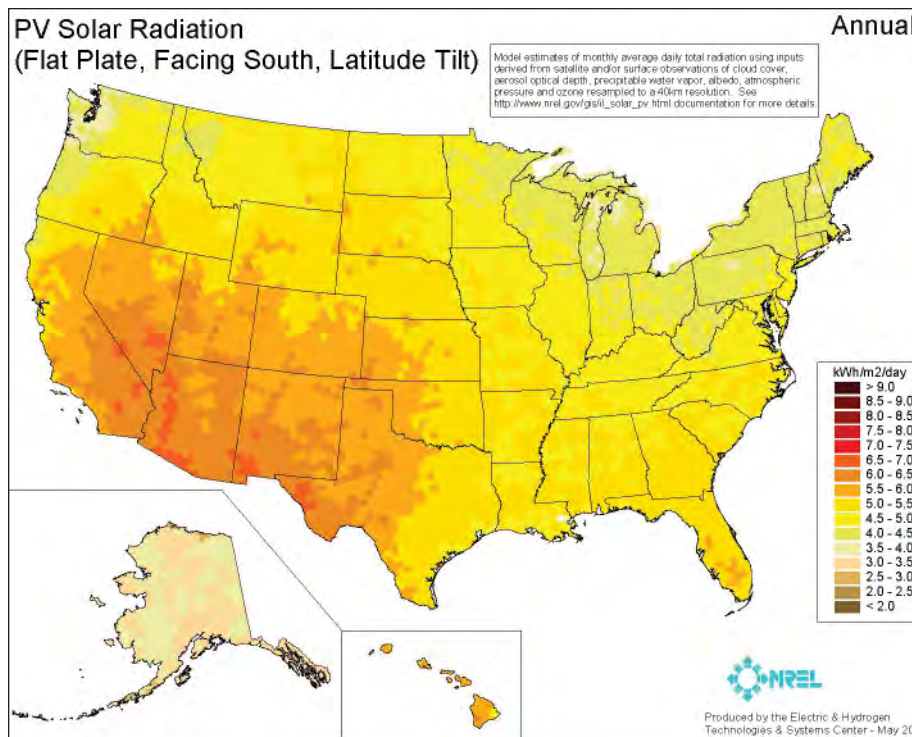 PV Solar Radiation
(Flat Plate, Facing South, Latitude Tilt)
Annual
Model estimates of monthly average daily total radiation using inputs
derived from satellite and/or surface observations of cloud cover,
aerosol optical depth, precipitable water vapor, albedo, atmospheric
pressure and ozone resampled to a 40km resolution. See
http://www.nrel.gov/gis/il_solar_pv.html documentation for more details.
kWh/m2/day
> 9.0
8.5 - 9.0
8.0 - 8.5
7.5 - 8.0
7.0 - 7.5
6.5 - 7.0
6.0 - 6.5
5.5 - 6.0
5.0 - 5.5
4.5 - 5.0
4.0 - 4.5
3.5 - 4.0
3.0 - 3.5
2.5 - 3.0
2.0 - 2.5
< 2.0
NREL
Produced by the Electric & Hydrogen
Technologies & Systems Center - May 20